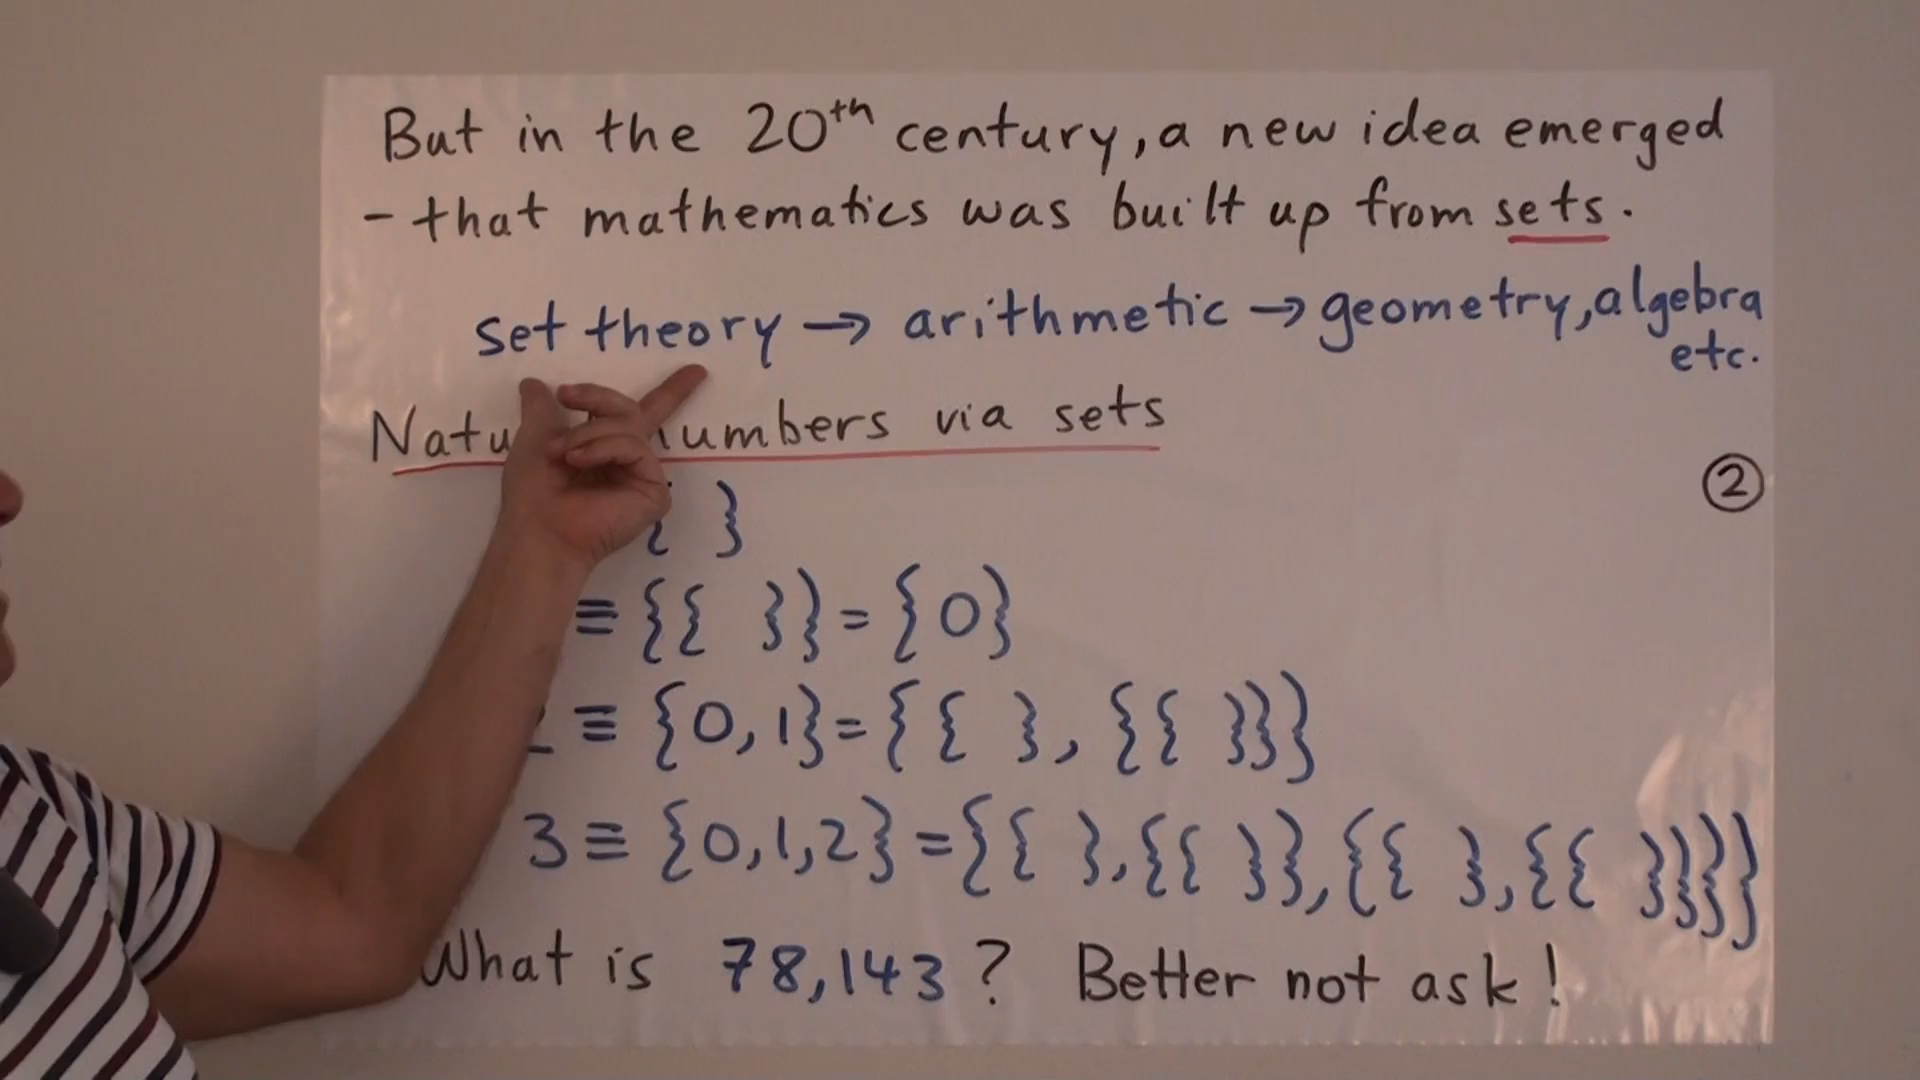 But in the 20th century, a new idea emerged
- that mathematics was built up from sets.
set theory → arithmetic → geometry, algebra
etc.
numbers via sets
②
{ }
≡ {{ }} = {0}
≡ {0,1} = {{ }, {{ }}}
3 ≡ {0,1,2} = {{ },{{ }},{{ },{{ }}}}
What is 78,143? Better not ask!